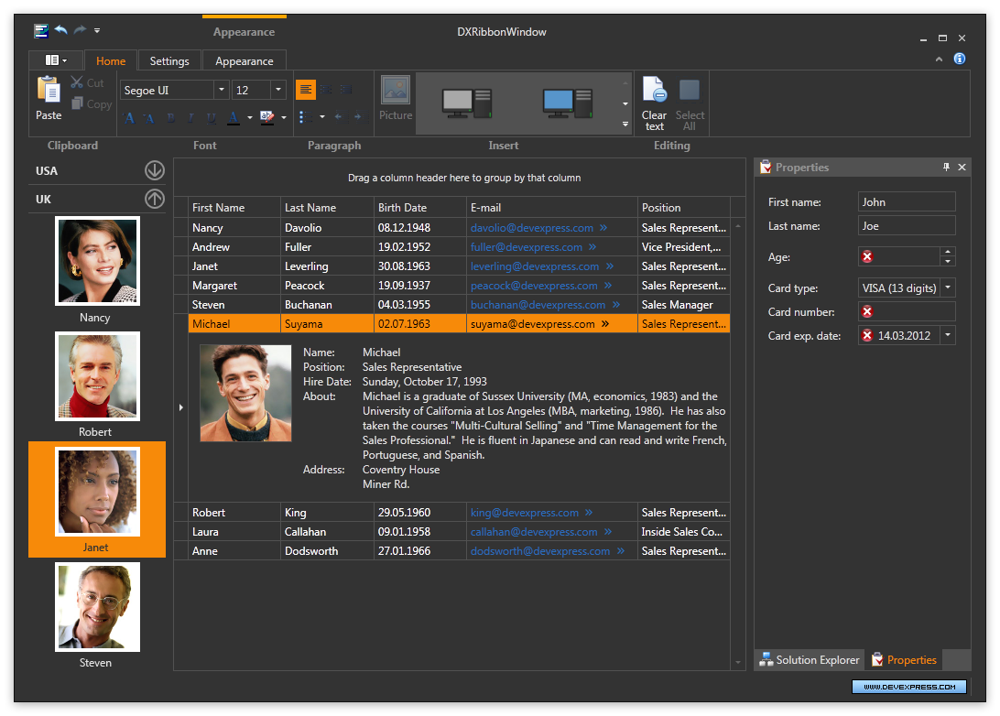 Appearance
DXRibbonWindow
Home
Settings
Appearance
Paste
Cut
Copy
Segoe UI
12
Picture
Clear text
Select All
Clipboard
Font
Paragraph
Insert
Editing
USA
UK
Nancy
Robert
Janet
Steven
Drag a column header here to group by that column
First Name Last Name Birth Date E-mail Position
Nancy Davolio 08.12.1948 davolio@devexpress.com » Sales Represent...
Andrew Fuller 19.02.1952 fuller@devexpress.com » Vice President,...
Janet Leverling 30.08.1963 leverling@devexpress.com » Sales Represent...
Margaret Peacock 19.09.1937 peacock@devexpress.com » Sales Represent...
Steven Buchanan 04.03.1955 buchanan@devexpress.com » Sales Manager
Michael Suyama 02.07.1963 suyama@devexpress.com » Sales Represent...
Name: Michael
Position: Sales Representative
Hire Date: Sunday, October 17, 1993
About: Michael is a graduate of Sussex University (MA, economics, 1983) and the
University of California at Los Angeles (MBA, marketing, 1986). He has also
taken the courses "Multi-Cultural Selling" and "Time Management for the
Sales Professional." He is fluent in Japanese and can read and write French,
Portuguese, and Spanish.
Address: Coventry House
Miner Rd.
Robert King 29.05.1960 king@devexpress.com » Sales Represent...
Laura Callahan 09.01.1958 callahan@devexpress.com » Inside Sales Co...
Anne Dodsworth 27.01.1966 dodsworth@devexpress.com » Sales Represent...
Properties
First name: John
Last name: Joe
Age:
Card type: VISA (13 digits)
Card number:
Card exp. date: 14.03.2012
Solution Explorer
Properties
WWW.DEVEXPRESS.COM